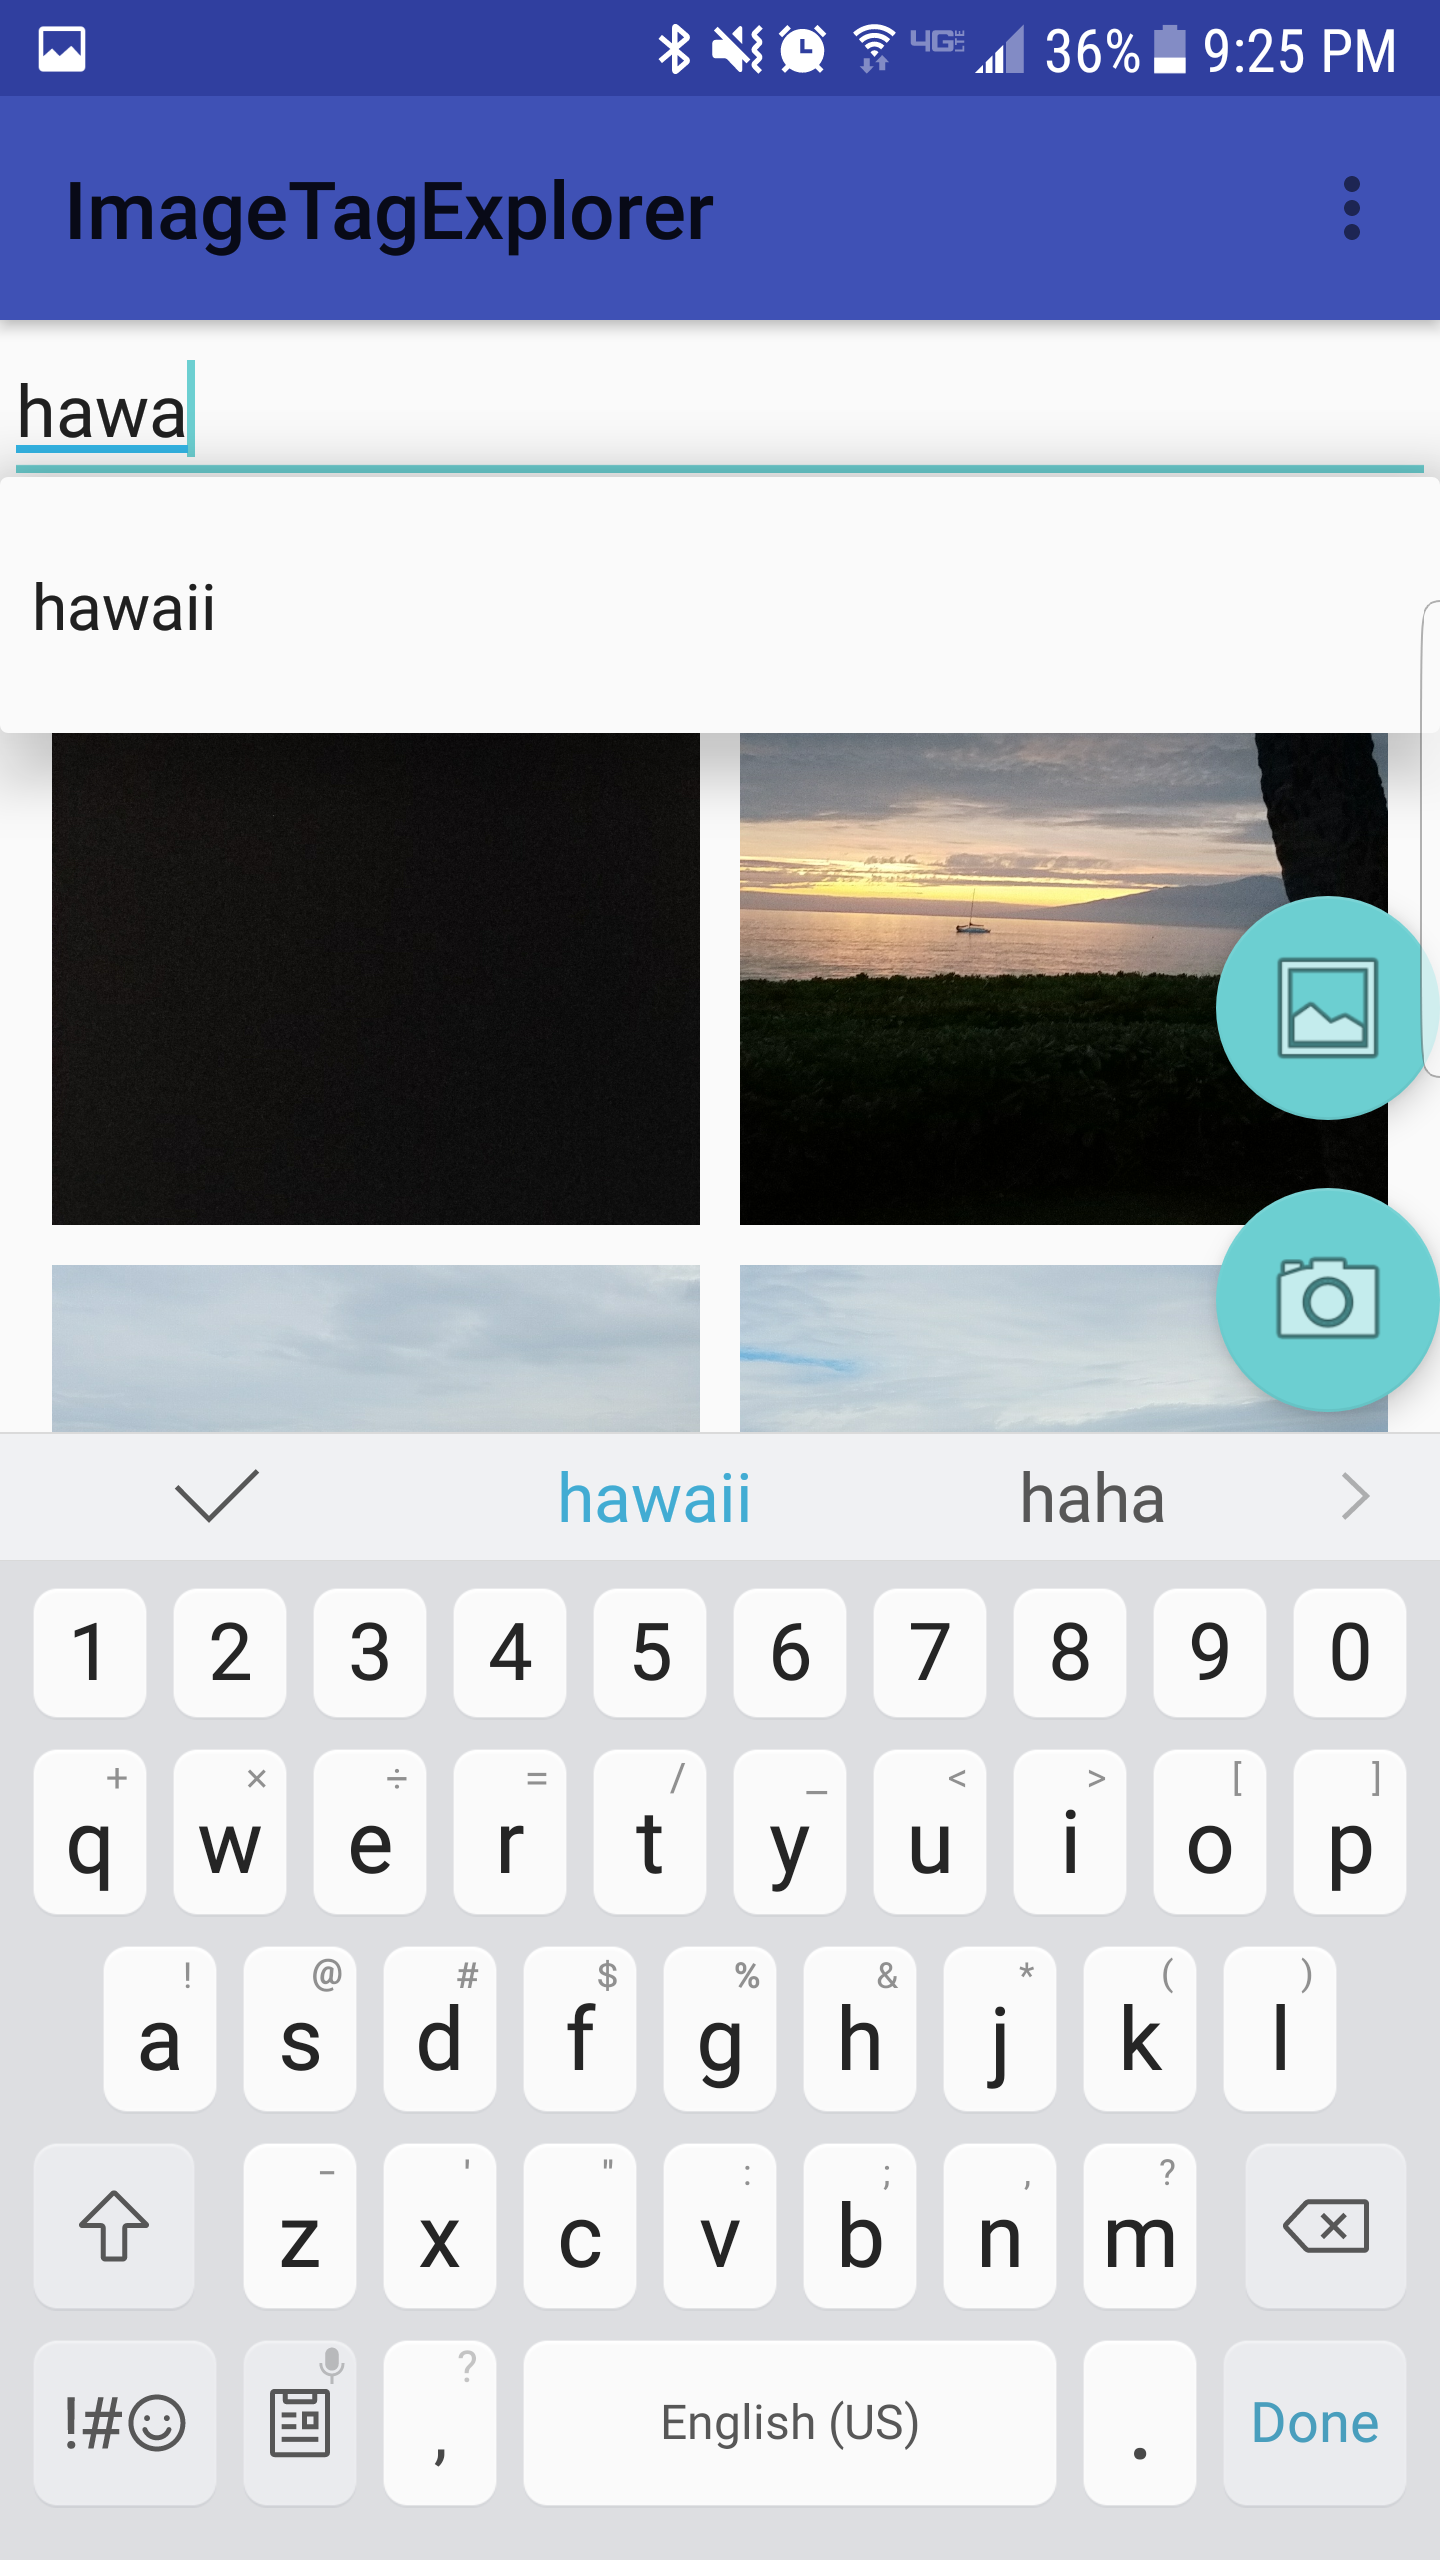 4G LTE 36% 9:25 PM
ImageTagExplorer
hawa
hawaii
hawaii haha
1 2 3 4 5 6 7 8 9 0
+ × ÷ = / _ < > [ ]
q w e r t y u i o p
! @ # $ % & * ( )
a s d f g h j k l
- ' " : ; , ?
z x c v b n m
?
!#☺ , English (US) . Done